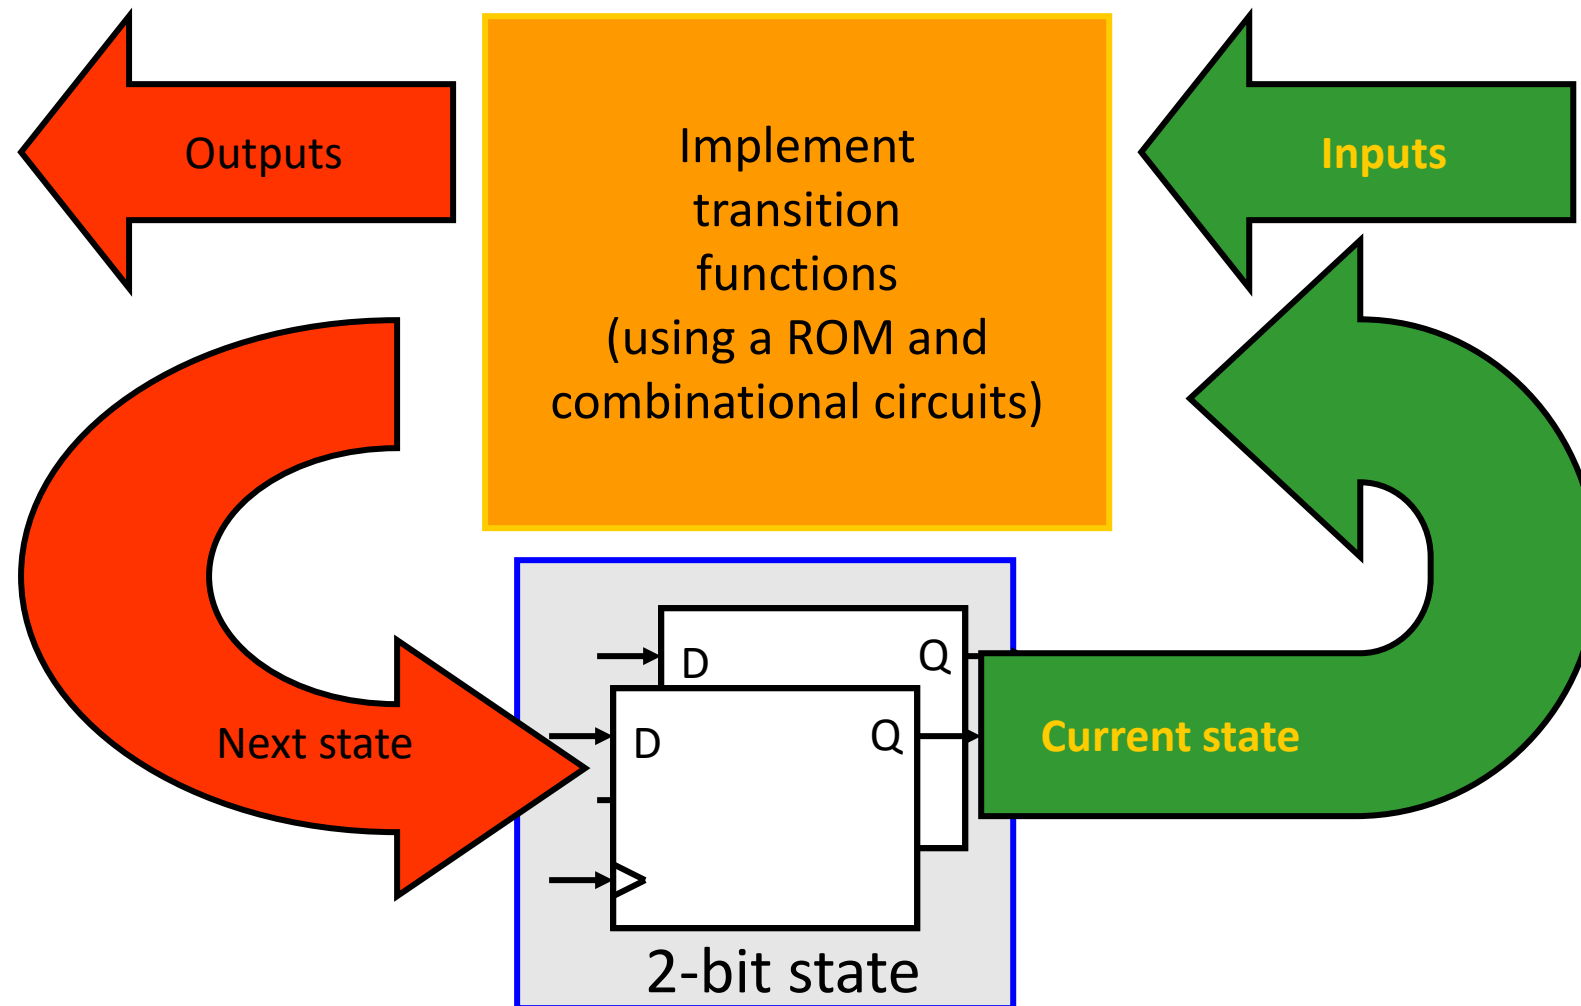 Outputs
Implement
transition
functions
(using a ROM and
combinational circuits)
Inputs
D
Q
D
Q
Next state
Current state
2-bit state